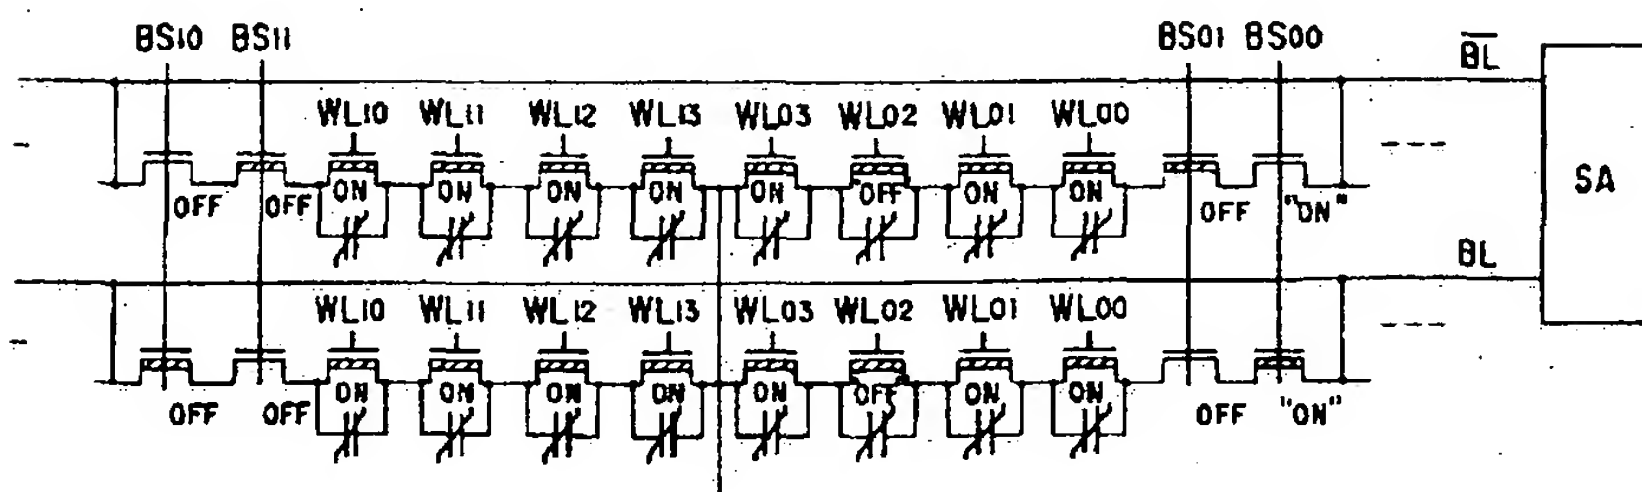 BS10 BS11 BS01 BS00 BL
WL10 WL11 WL12 WL13 WL03 WL02 WL01 WL00
SA
ON ON ON ON ON OFF ON ON
OFF OFF OFF "ON"
BL
WL10 WL11 WL12 WL13 WL03 WL02 WL01 WL00
ON ON ON ON ON OFF ON ON
OFF OFF OFF "ON"